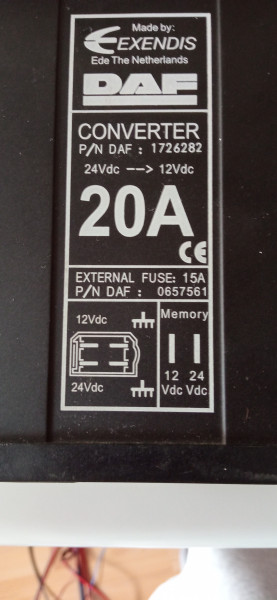 Made by:
EXENDIS
Ede The Netherlands
DAF
CONVERTER
P/N DAF : 1726282
24Vdc --> 12Vdc
20A
CE
EXTERNAL FUSE: 15A
P/N DAF : 0657561
12Vdc
24Vdc
Memory
12 24
Vdc Vdc